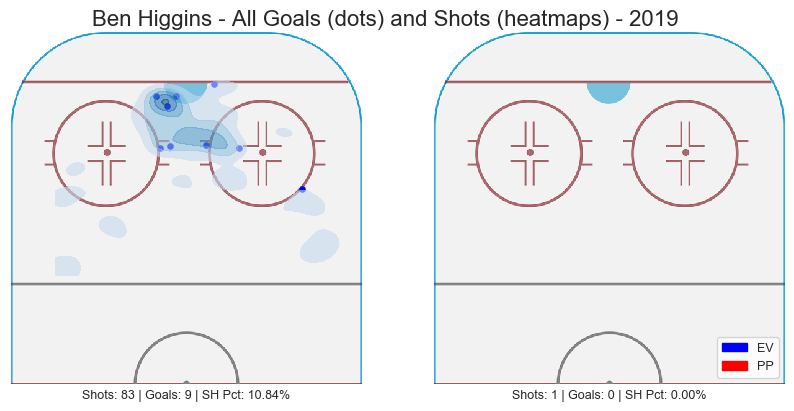 Ben Higgins - All Goals (dots) and Shots (heatmaps) - 2019
EV
PP
Shots: 83 | Goals: 9 | SH Pct: 10.84%
Shots: 1 | Goals: 0 | SH Pct: 0.00%